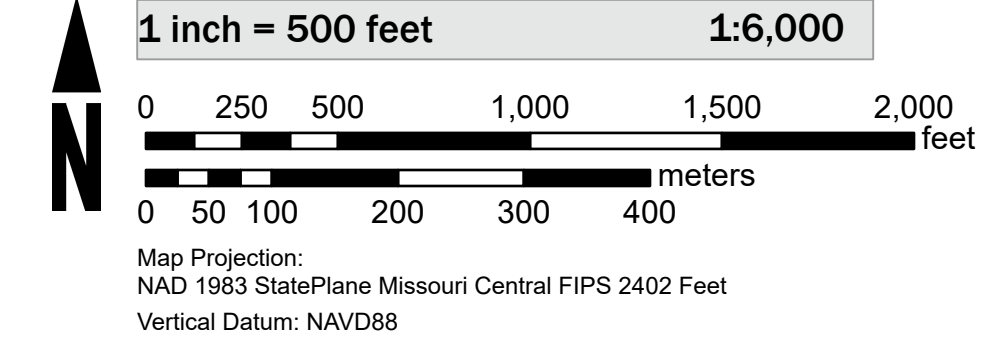 1 inch = 500 feet 1:6,000
0 250 500 1,000 1,500 2,000
feet
meters
0 50 100 200 300 400
N
Map Projection:
NAD 1983 StatePlane Missouri Central FIPS 2402 Feet
Vertical Datum: NAVD88